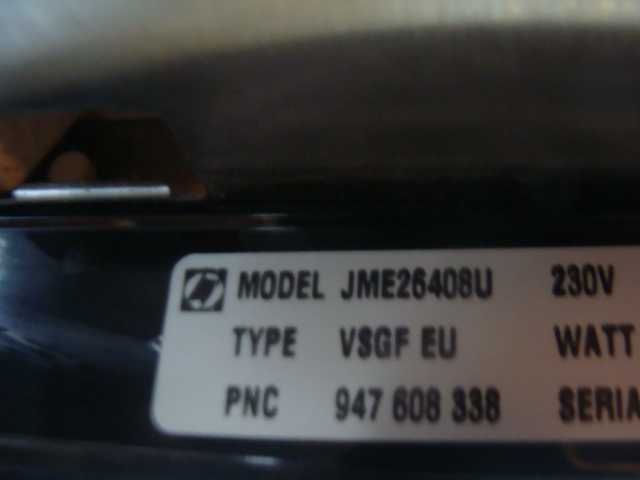 MODEL JME26408U 230V
TYPE VSGF EU WATT
PNC 947 608 338 SERIA